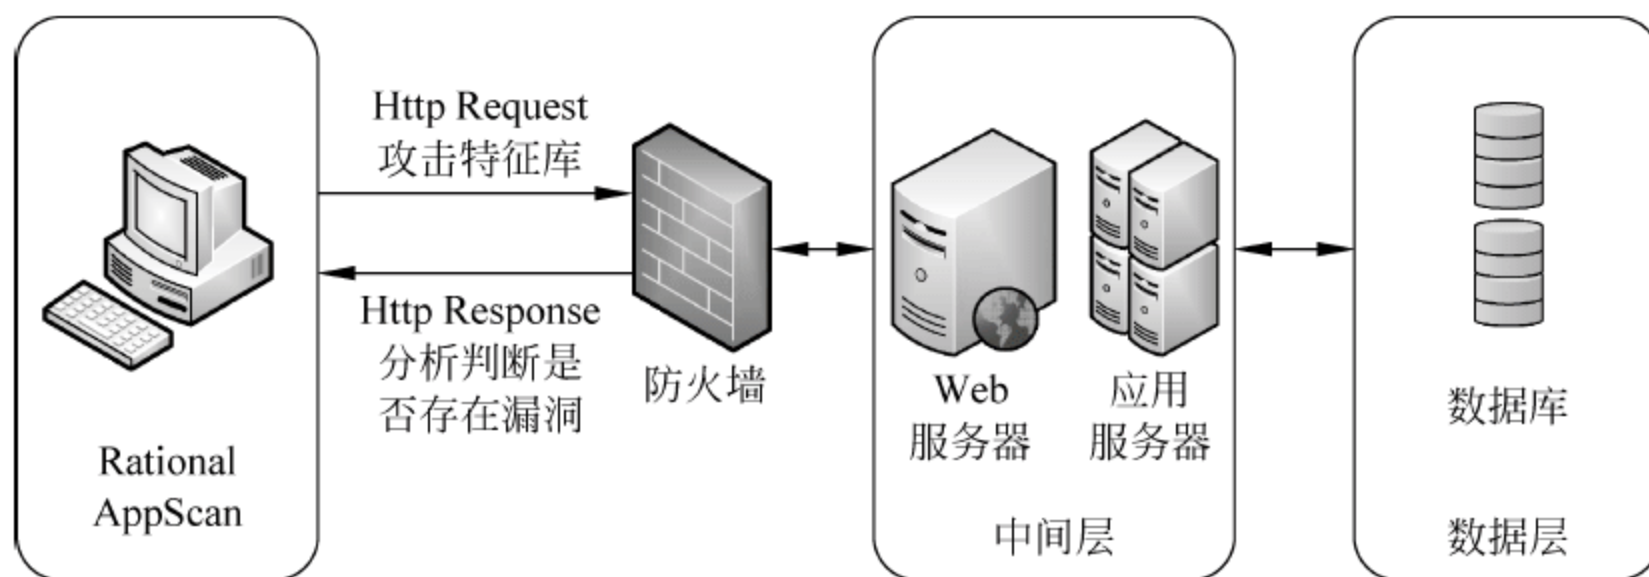 Http Request
攻击特征库
Http Response
分析判断是
否存在漏洞
Rational
AppScan
防火墙
Web
服务器
应用
服务器
中间层
数据库
数据层